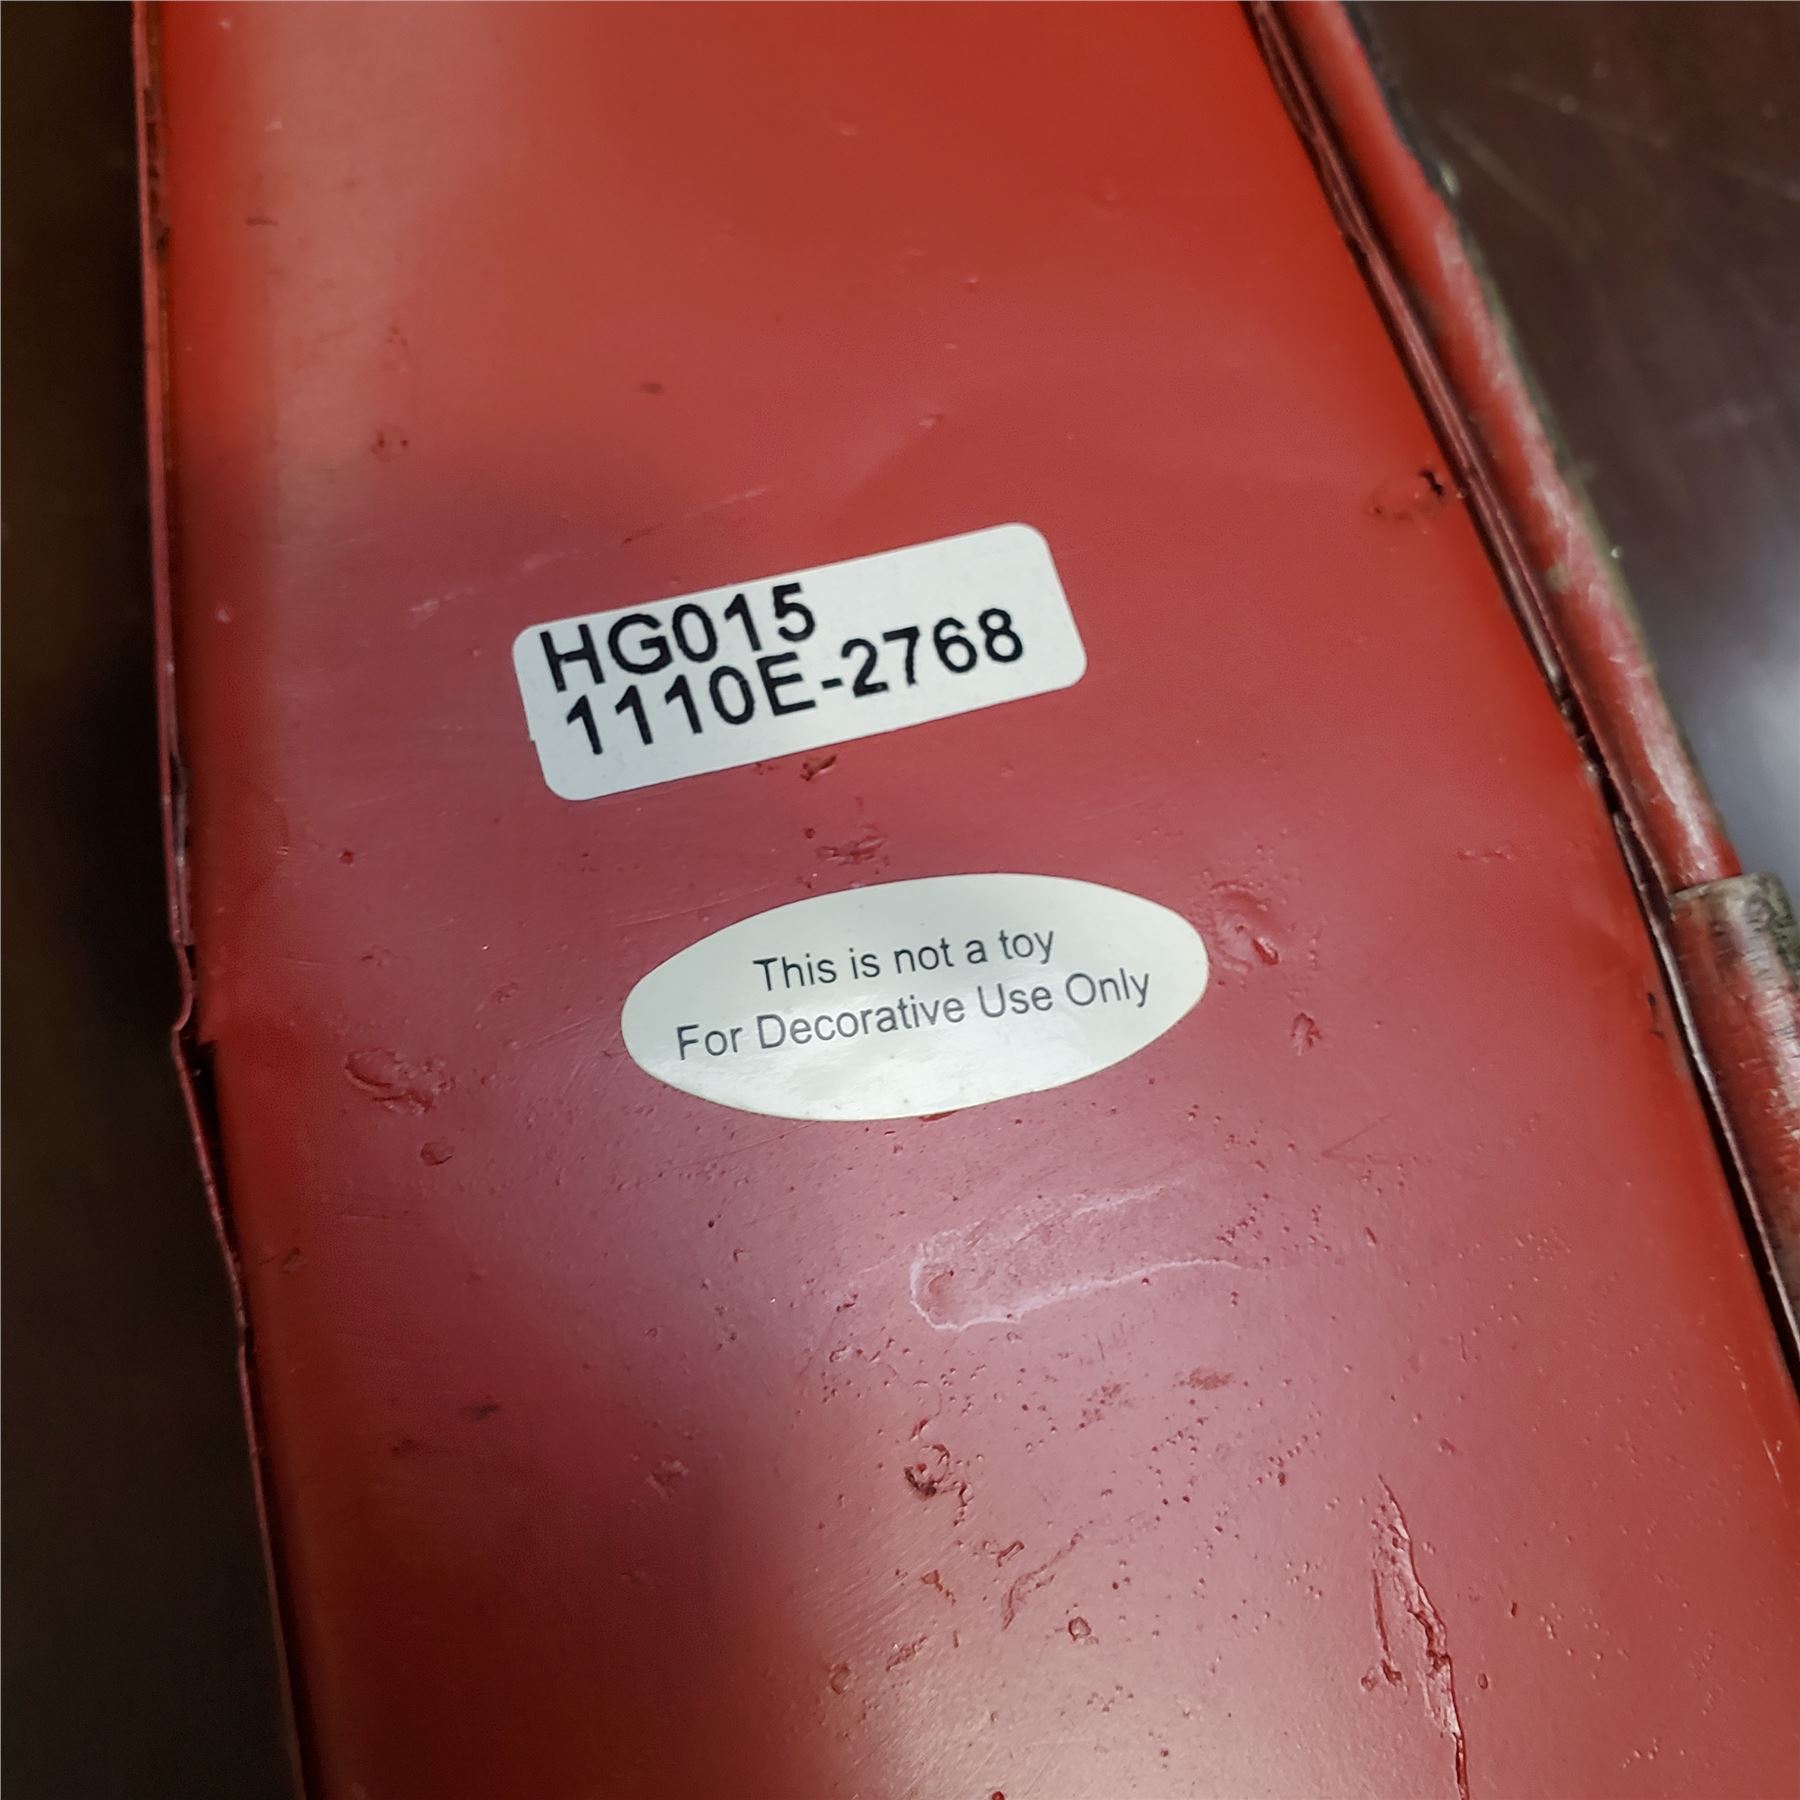 HG015
1110E-2768
This is not a toy
For Decorative Use Only